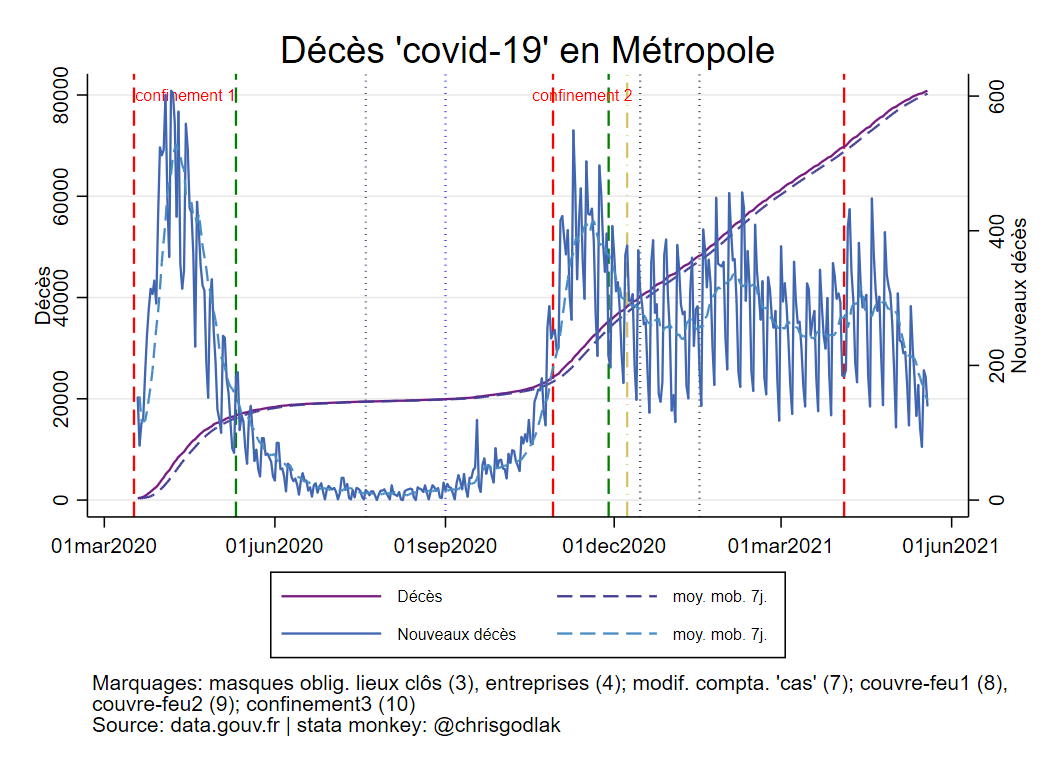 Décès 'covid-19' en Métropole
confinement 1
confinement 2
Décès
80000
60000
40000
20000
0
600
400
200
0
Nouveaux décès
01mar2020
01jun2020
01sep2020
01dec2020
01mar2021
01jun2021
Décès
moy. mob. 7j.
Nouveaux décès
moy. mob. 7j.
Marquages: masques oblig. lieux clôs (3), entreprises (4); modif. compta. 'cas' (7); couvre-feu1 (8),
couvre-feu2 (9); confinement3 (10)
Source: data.gouv.fr | stata monkey: @chrisgodlak